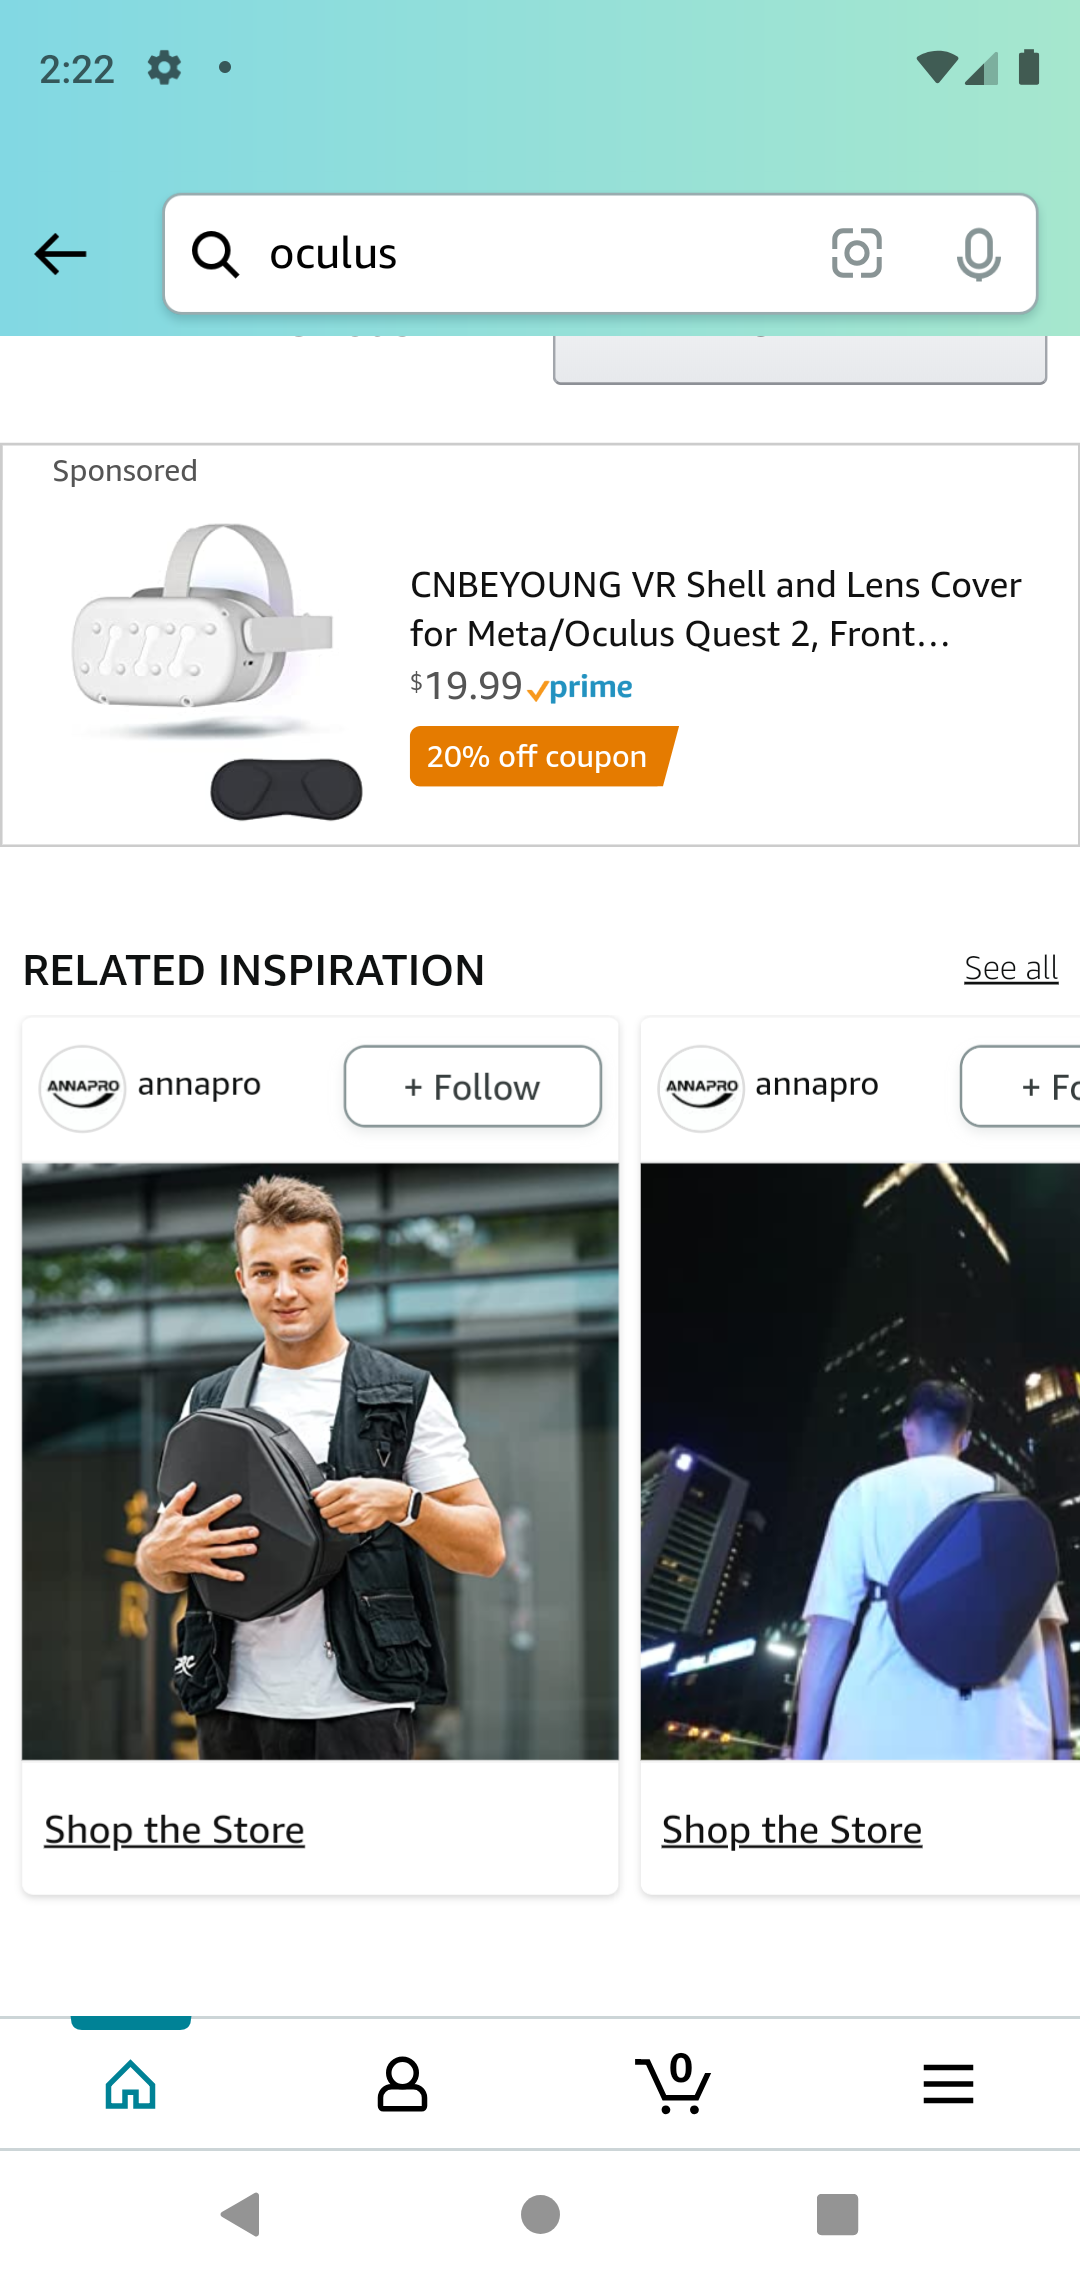 2:22
oculus
Sponsored
CNBEYOUNG VR Shell and Lens Cover
for Meta/Oculus Quest 2, Front...
$19.99 prime
20% off coupon
RELATED INSPIRATION
See all
ANNAPRO annapro + Follow
ANNAPRO annapro + Fo
Shop the Store
Shop the Store
0